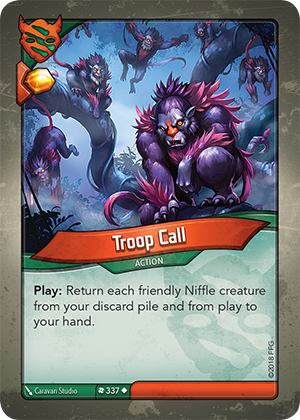 Troop Call
ACTION
Play: Return each friendly Niffle creature
from your discard pile and from play to
your hand.
©2018 FFG
Caravan Studio
337